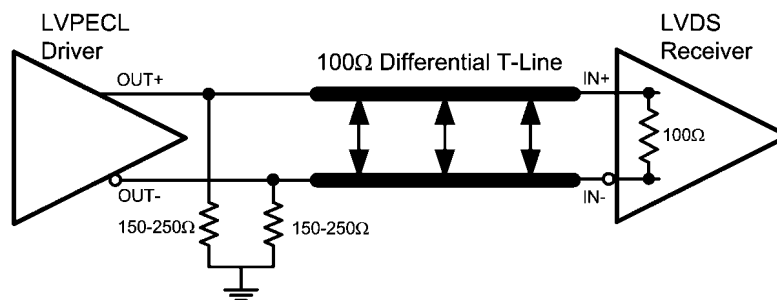 LVPECL
Driver
OUT+
100Ω Differential T-Line
IN+
LVDS
Receiver
100Ω
OUT-
IN-
150-250Ω
150-250Ω